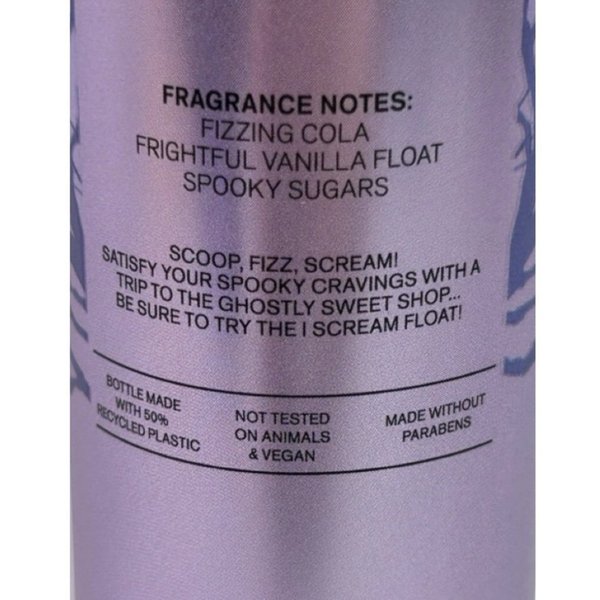 FRAGRANCE NOTES:
FIZZING COLA
FRIGHTFUL VANILLA FLOAT
SPOOKY SUGARS
SCOOP, FIZZ, SCREAM!
SATISFY YOUR SPOOKY CRAVINGS WITH A
TRIP TO THE GHOSTLY SWEET SHOP...
BE SURE TO TRY THE I SCREAM FLOAT!
BOTTLE MADE
WITH 50%
RECYCLED PLASTIC
NOT TESTED
ON ANIMALS
& VEGAN
MADE WITHOUT
PARABENS